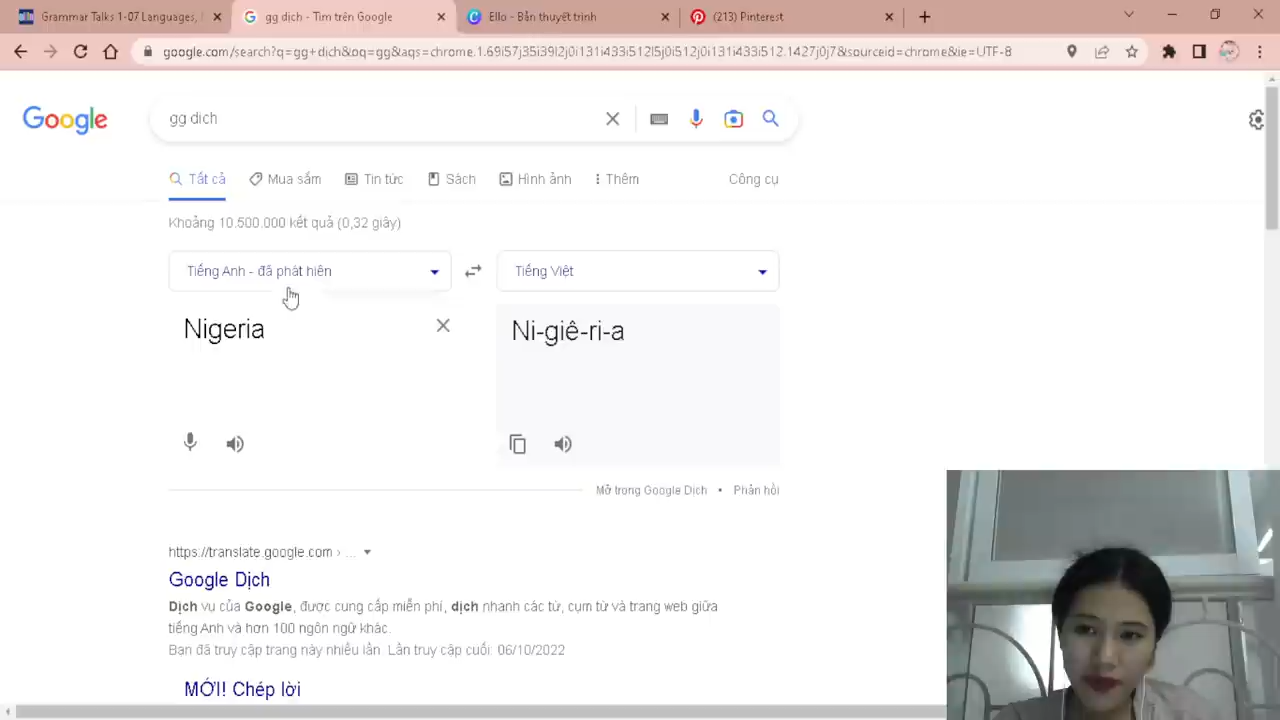 Grammar Talks 1-07 Languages,
gg dịch - Tìm trên Google
Ello - Bản thuyết trình
(213) Pinterest
google.com/search?q=gg+dịch&oq=gg&aqs=chrome.1.69i57j35i39l2j0i131i433i512l5j0i512j0i131i433i512.1427j0j7&sourceid=chrome&ie=UTF-8
Google
gg dịch
Tất cả
Mua sắm
Tin tức
Sách
Hình ảnh
Thêm
Công cụ
Khoảng 10.500.000 kết quả (0,32 giây)
Tiếng Anh - đã phát hiện
Tiếng Việt
Nigeria
Ni-giê-ri-a
Mở trong Google Dịch • Phản hồi
https://translate.google.com › ...
Google Dịch
Dịch vụ của Google, được cung cấp miễn phí, dịch nhanh các từ, cụm từ và trang web giữa
tiếng Anh và hơn 100 ngôn ngữ khác.
Bạn đã truy cập trang này nhiều lần. Lần truy cập cuối: 06/10/2022
MỚI! Chép lời